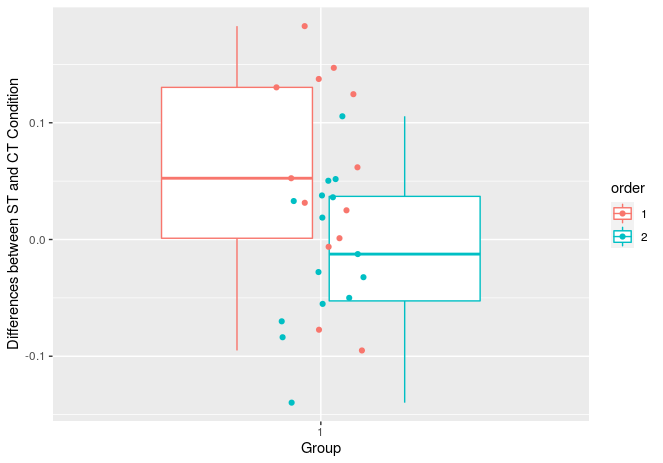 Differences between ST and CT Condition
0.1
0.0
-0.1
1
Group
order
1
2